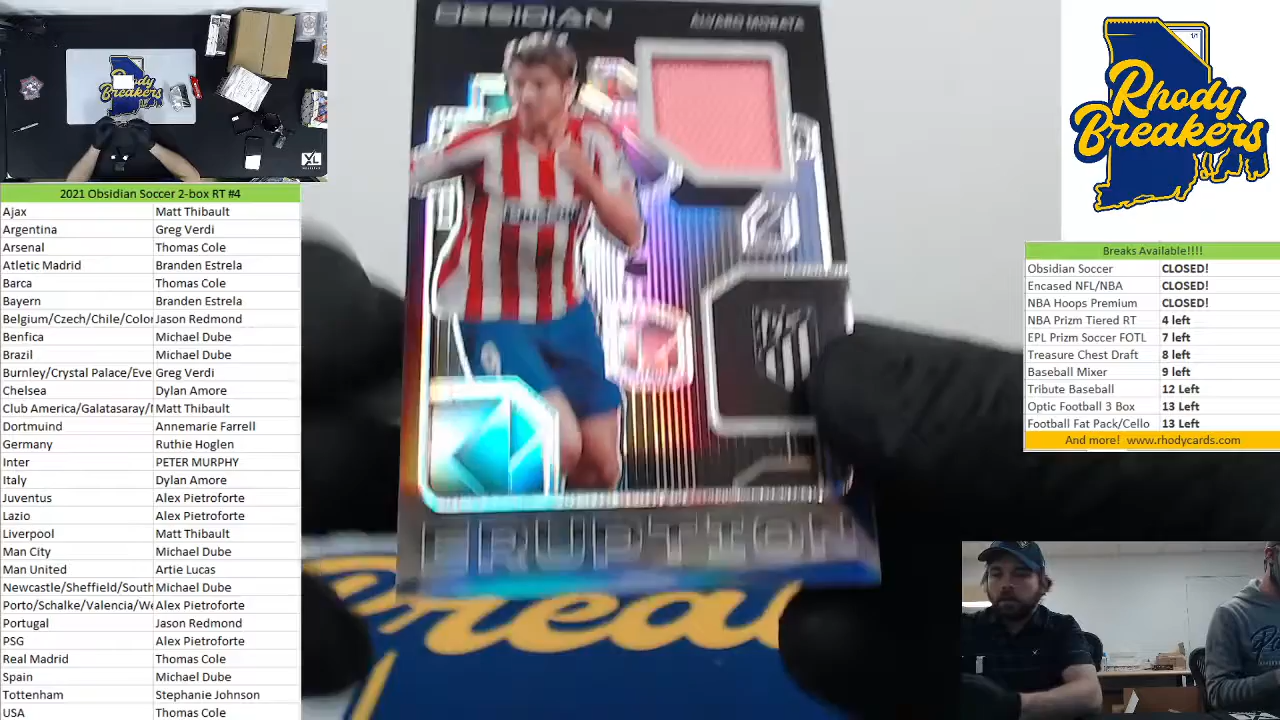 OBSIDIAN
ALVARO MORATA
ERUPTION
Brea
Rhody
Breakers
Rhody
Breakers
XL
2021 Obsidian Soccer 2-box RT #4
Ajax Matt Thibault
Argentina Greg Verdi
Arsenal Thomas Cole
Atletic Madrid Branden Estrela
Barca Thomas Cole
Bayern Branden Estrela
Belgium/Czech/Chile/Color Jason Redmond
Benfica Michael Dube
Brazil Michael Dube
Burnley/Crystal Palace/Eve Greg Verdi
Chelsea Dylan Amore
Club America/Galatasaray/ Matt Thibault
Dortmuind Annemarie Farrell
Germany Ruthie Hoglen
Inter PETER MURPHY
Italy Dylan Amore
Juventus Alex Pietroforte
Lazio Alex Pietroforte
Liverpool Matt Thibault
Man City Michael Dube
Man United Artie Lucas
Newcastle/Sheffield/South Michael Dube
Porto/Schalke/Valencia/We Alex Pietroforte
Portugal Jason Redmond
PSG Alex Pietroforte
Real Madrid Thomas Cole
Spain Michael Dube
Tottenham Stephanie Johnson
USA Thomas Cole
Breaks Available!!!!
Obsidian Soccer CLOSED!
Encased NFL/NBA CLOSED!
NBA Hoops Premium CLOSED!
NBA Prizm Tiered RT 4 left
EPL Prizm Soccer FOTL 7 left
Treasure Chest Draft 8 left
Baseball Mixer 9 left
Tribute Baseball 12 Left
Optic Football 3 Box 13 Left
Football Fat Pack/Cello 13 Left
And more! www.rhodycards.com